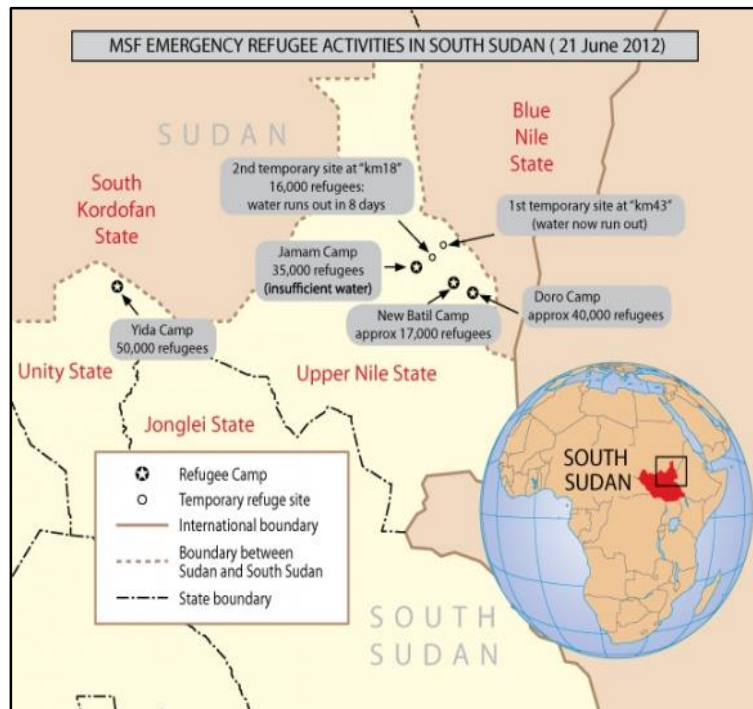 MSF EMERGENCY REFUGEE ACTIVITIES IN SOUTH SUDAN ( 21 June 2012)
SUDAN
Blue
Nile
State
South
Kordofan
State
2nd temporary site at “km18”
16,000 refugees:
water runs out in 8 days
1st temporary site at “km43”
(water now run out)
Jamam Camp
35,000 refugees
(insufficient water)
New Batil Camp
approx 17,000 refugees
Doro Camp
approx 40,000 refugees
Yida Camp
50,000 refugees
Unity State
Upper Nile State
Jonglei State
Refugee Camp
Temporary refuge site
International boundary
Boundary between
Sudan and South Sudan
State boundary
SOUTH
SUDAN
SOUTH
SUDAN